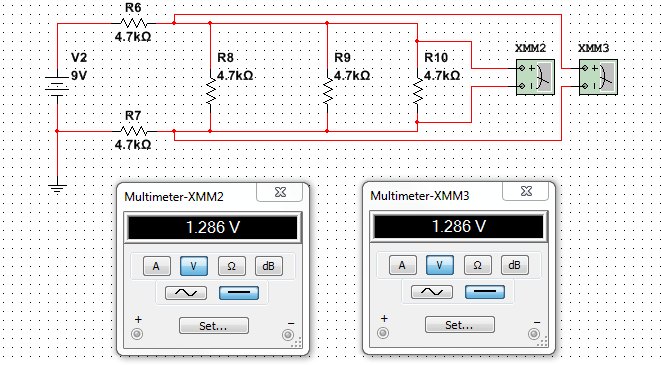 R6
4.7kΩ
V2
9V
R8
4.7kΩ
R9
4.7kΩ
R10
4.7kΩ
XMM2
XMM3
R7
4.7kΩ
Multimeter-XMM2
1.286 V
A V Ω dB
+ Set... −
Multimeter-XMM3
1.286 V
A V Ω dB
+ Set... −